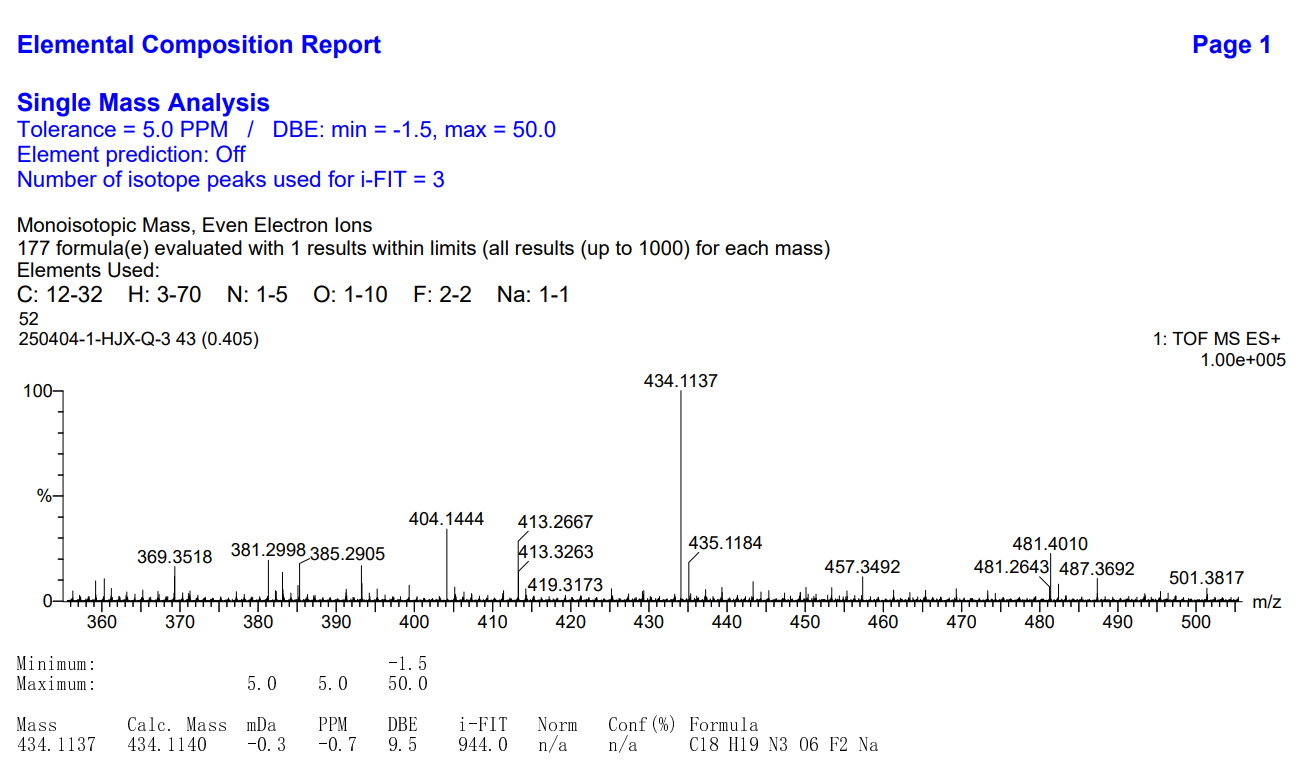 Elemental Composition Report Page 1
Single Mass Analysis
Tolerance = 5.0 PPM / DBE: min = -1.5, max = 50.0
Element prediction: Off
Number of isotope peaks used for i-FIT = 3
Monoisotopic Mass, Even Electron Ions
177 formula(e) evaluated with 1 results within limits (all results (up to 1000) for each mass)
Elements Used:
C: 12-32 H: 3-70 N: 1-5 O: 1-10 F: 2-2 Na: 1-1
52
250404-1-HJX-Q-3 43 (0.405) 1: TOF MS ES+
1.00e+005
434.1137
100
%
404.1444 413.2667
435.1184 481.4010
369.3518 381.2998 385.2905 413.3263
457.3492 481.2643 487.3692
419.3173 501.3817
0
m/z
360 370 380 390 400 410 420 430 440 450 460 470 480 490 500
Minimum: -1.5
Maximum: 5.0 5.0 50.0
Mass Calc. Mass mDa PPM DBE i-FIT Norm Conf(%) Formula
434.1137 434.1140 -0.3 -0.7 9.5 944.0 n/a n/a C18 H19 N3 O6 F2 Na